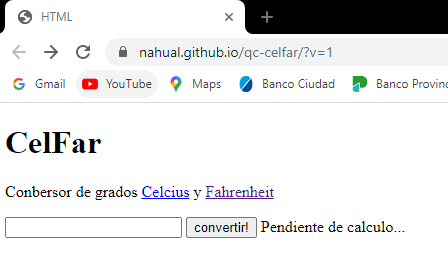 HTML
nahual.github.io/qc-celfar/?v=1
Gmail YouTube Maps Banco Ciudad Banco Provinc
CelFar
Conbersor de grados Celcius y Fahrenheit
convertir! Pendiente de calculo...